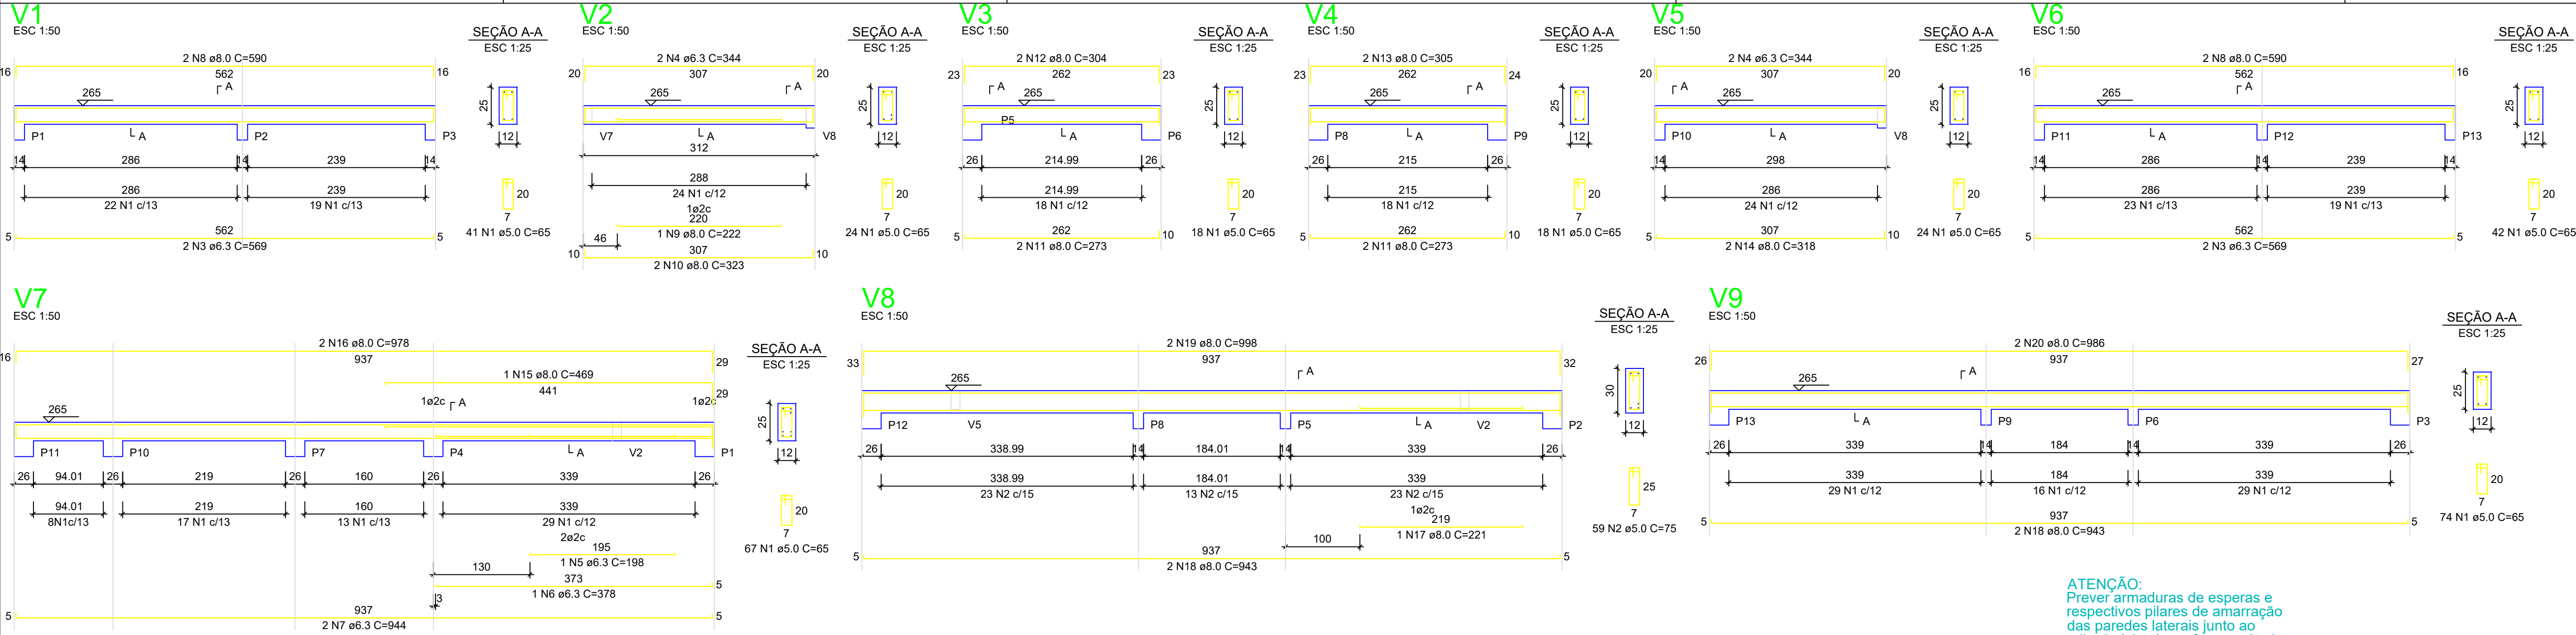 V1
ESC 1:50
SEÇÃO A-A
ESC 1:25
2 N8 ø8.0 C=590
16 562 16
A
265
25
P1 A P2 P3
12
14 286 14 239 14
286 239
22 N1 c/13 19 N1 c/13
20
7
41 N1 ø5.0 C=65
5 562 5
2 N3 ø6.3 C=569
V2
ESC 1:50
SEÇÃO A-A
ESC 1:25
2 N4 ø6.3 C=344
20 307 20
A
265
25
V7 A V8
12
312
288
24 N1 c/12
1ø2c
220
1 N9 ø8.0 C=222
46
20
7
24 N1 ø5.0 C=65
10 307 10
2 N10 ø8.0 C=323
V3
ESC 1:50
SEÇÃO A-A
ESC 1:25
2 N12 ø8.0 C=304
23 262 23
A
265
25
P5 A P6
12
26 214.99 26
214.99
18 N1 c/12
20
7
18 N1 ø5.0 C=65
5 262 10
2 N11 ø8.0 C=273
V4
ESC 1:50
SEÇÃO A-A
ESC 1:25
2 N13 ø8.0 C=305
23 262 24
A
265
25
P8 A P9
12
26 215 26
215
18 N1 c/12
20
7
18 N1 ø5.0 C=65
5 262 10
2 N11 ø8.0 C=273
V5
ESC 1:50
SEÇÃO A-A
ESC 1:25
2 N4 ø6.3 C=344
20 307 20
A
265
25
P10 A V8
12
14 298
286
24 N1 c/12
20
7
24 N1 ø5.0 C=65
5 307 10
2 N14 ø8.0 C=318
V6
ESC 1:50
SEÇÃO A-A
ESC 1:25
2 N8 ø8.0 C=590
16 562 16
A
265
25
P11 A P12 P13
12
14 286 14 239 14
286 239
23 N1 c/13 19 N1 c/13
20
7
42 N1 ø5.0 C=65
5 562 5
2 N3 ø6.3 C=569
V7
ESC 1:50
SEÇÃO A-A
ESC 1:25
2 N16 ø8.0 C=978
16 937 29
1 N15 ø8.0 C=469
441 29
1ø2c A 1ø2c
265
25
P11 P10 P7 P4 A V2 P1
12
26 94.01 26 219 26 160 26 339 26
94.01 219 160 339
8N1c/13 17 N1 c/13 13 N1 c/13 29 N1 c/12
20
7
67 N1 ø5.0 C=65
2ø2c
195
1 N5 ø6.3 C=198
130
373 5
1 N6 ø6.3 C=378
3
5 937 5
2 N7 ø6.3 C=944
V8
ESC 1:50
SEÇÃO A-A
ESC 1:25
2 N19 ø8.0 C=998
33 937 32
A
265
30
P12 V5 P8 P5 A V2 P2
12
26 338.99 14 184.01 14 339 26
338.99 184.01 339
23 N2 c/15 13 N2 c/15 23 N2 c/15
25
7
59 N2 ø5.0 C=75
1ø2c
219
1 N17 ø8.0 C=221
100
5 937 5
2 N18 ø8.0 C=943
V9
ESC 1:50
SEÇÃO A-A
ESC 1:25
2 N20 ø8.0 C=986
26 937 27
A
265
25
P13 A P9 P6 P3
12
26 339 14 184 14 339 26
339 184 339
29 N1 c/12 16 N1 c/12 29 N1 c/12
20
7
74 N1 ø5.0 C=65
5 937 5
2 N18 ø8.0 C=943
ATENÇÃO:
Prever armaduras de esperas e
respectivos pilares de amarração
das paredes laterais junto ao